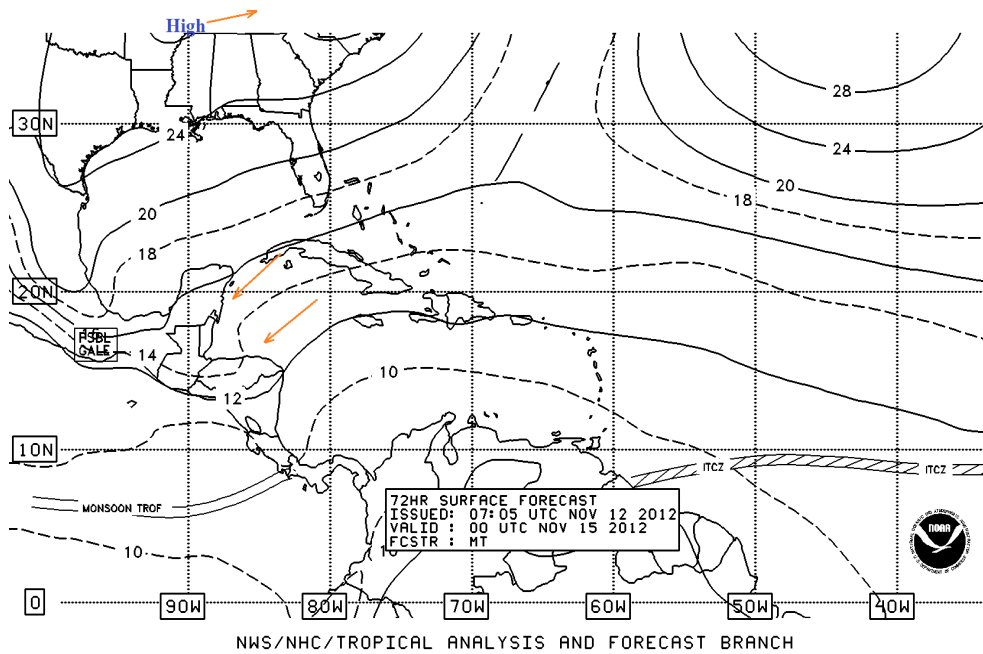 High
28
30N
24
24
20
18
20
18
20N
PSBL
GALE
14
12
10
10N
ITCZ
ITCZ
MONSOON TROF
72HR SURFACE FORECAST
ISSUED: 07:05 UTC NOV 12 2012
VALID : 00 UTC NOV 15 2012
FCSTR : MT
NOAA
10
0
90W
80W
70W
60W
50W
40W
NWS/NHC/TROPICAL ANALYSIS AND FORECAST BRANCH